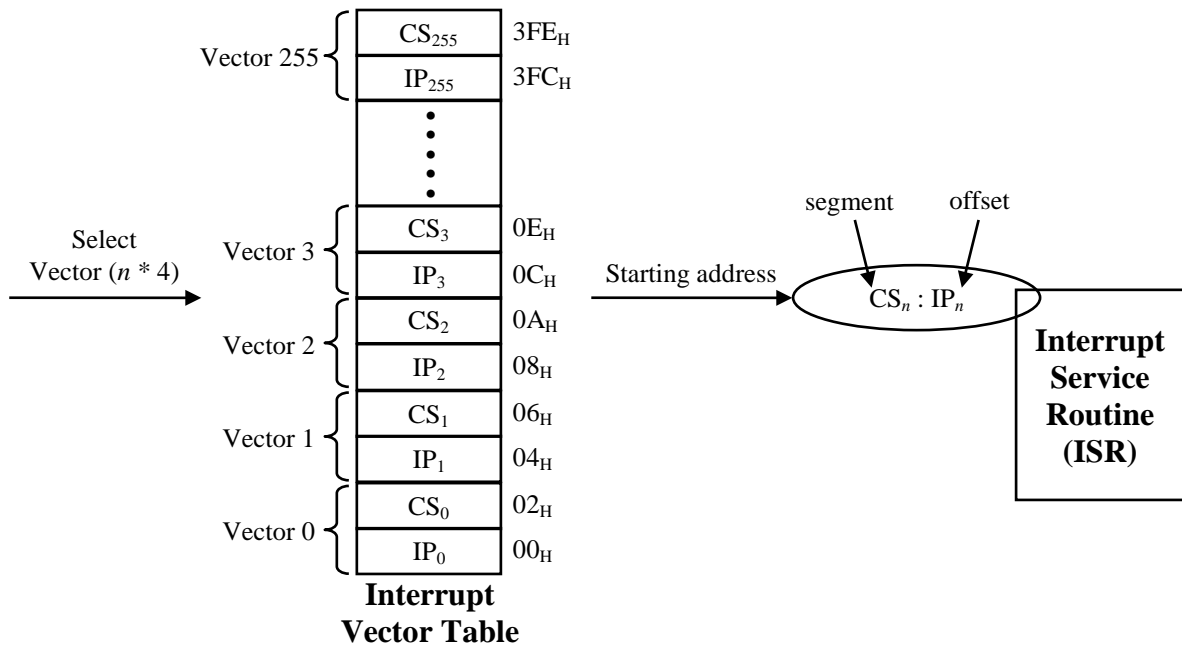 Select
Vector (n * 4)
Vector 255
CS₂₅₅ 3FEH
IP₂₅₅ 3FCH
Vector 3
CS₃ 0EH
IP₃ 0CH
Vector 2
CS₂ 0AH
IP₂ 08H
Vector 1
CS₁ 06H
IP₁ 04H
Vector 0
CS₀ 02H
IP₀ 00H
Interrupt
Vector Table
Starting address
segment
offset
CSₙ : IPₙ
Interrupt
Service
Routine
(ISR)